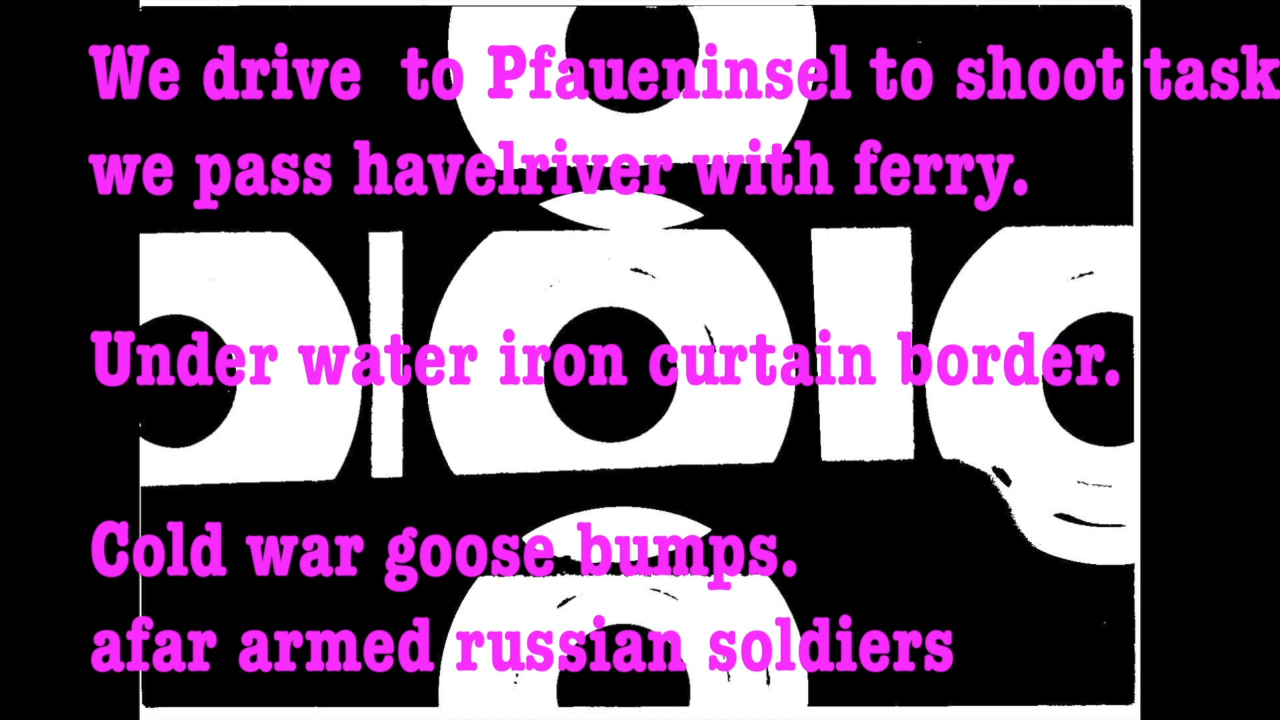 We drive  to Pfaueninsel to shoot task
we pass havelriver with ferry.
Under water iron curtain border.
Cold war goose bumps.
afar armed russian soldiers